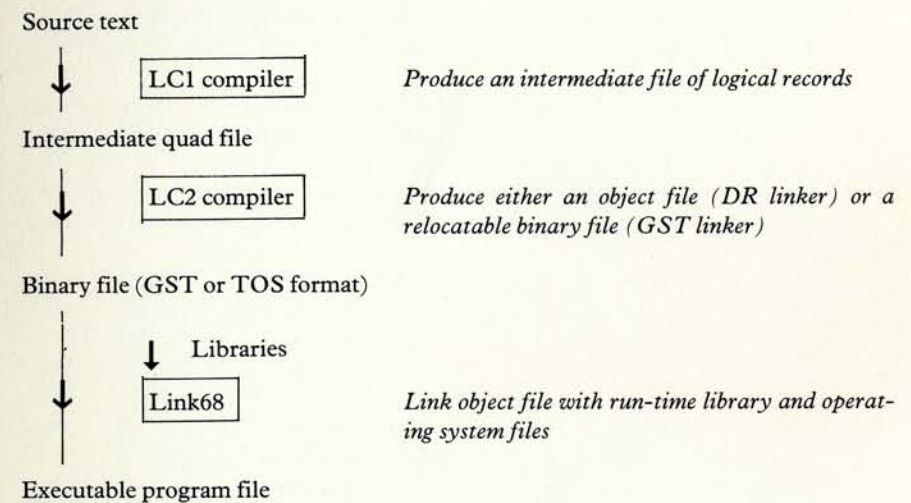 Source text
LC1 compiler
Produce an intermediate file of logical records
Intermediate quad file
LC2 compiler
Produce either an object file (DR linker) or a
relocatable binary file (GST linker)
Binary file (GST or TOS format)
Libraries
Link68
Link object file with run-time library and operat-
ing system files
Executable program file